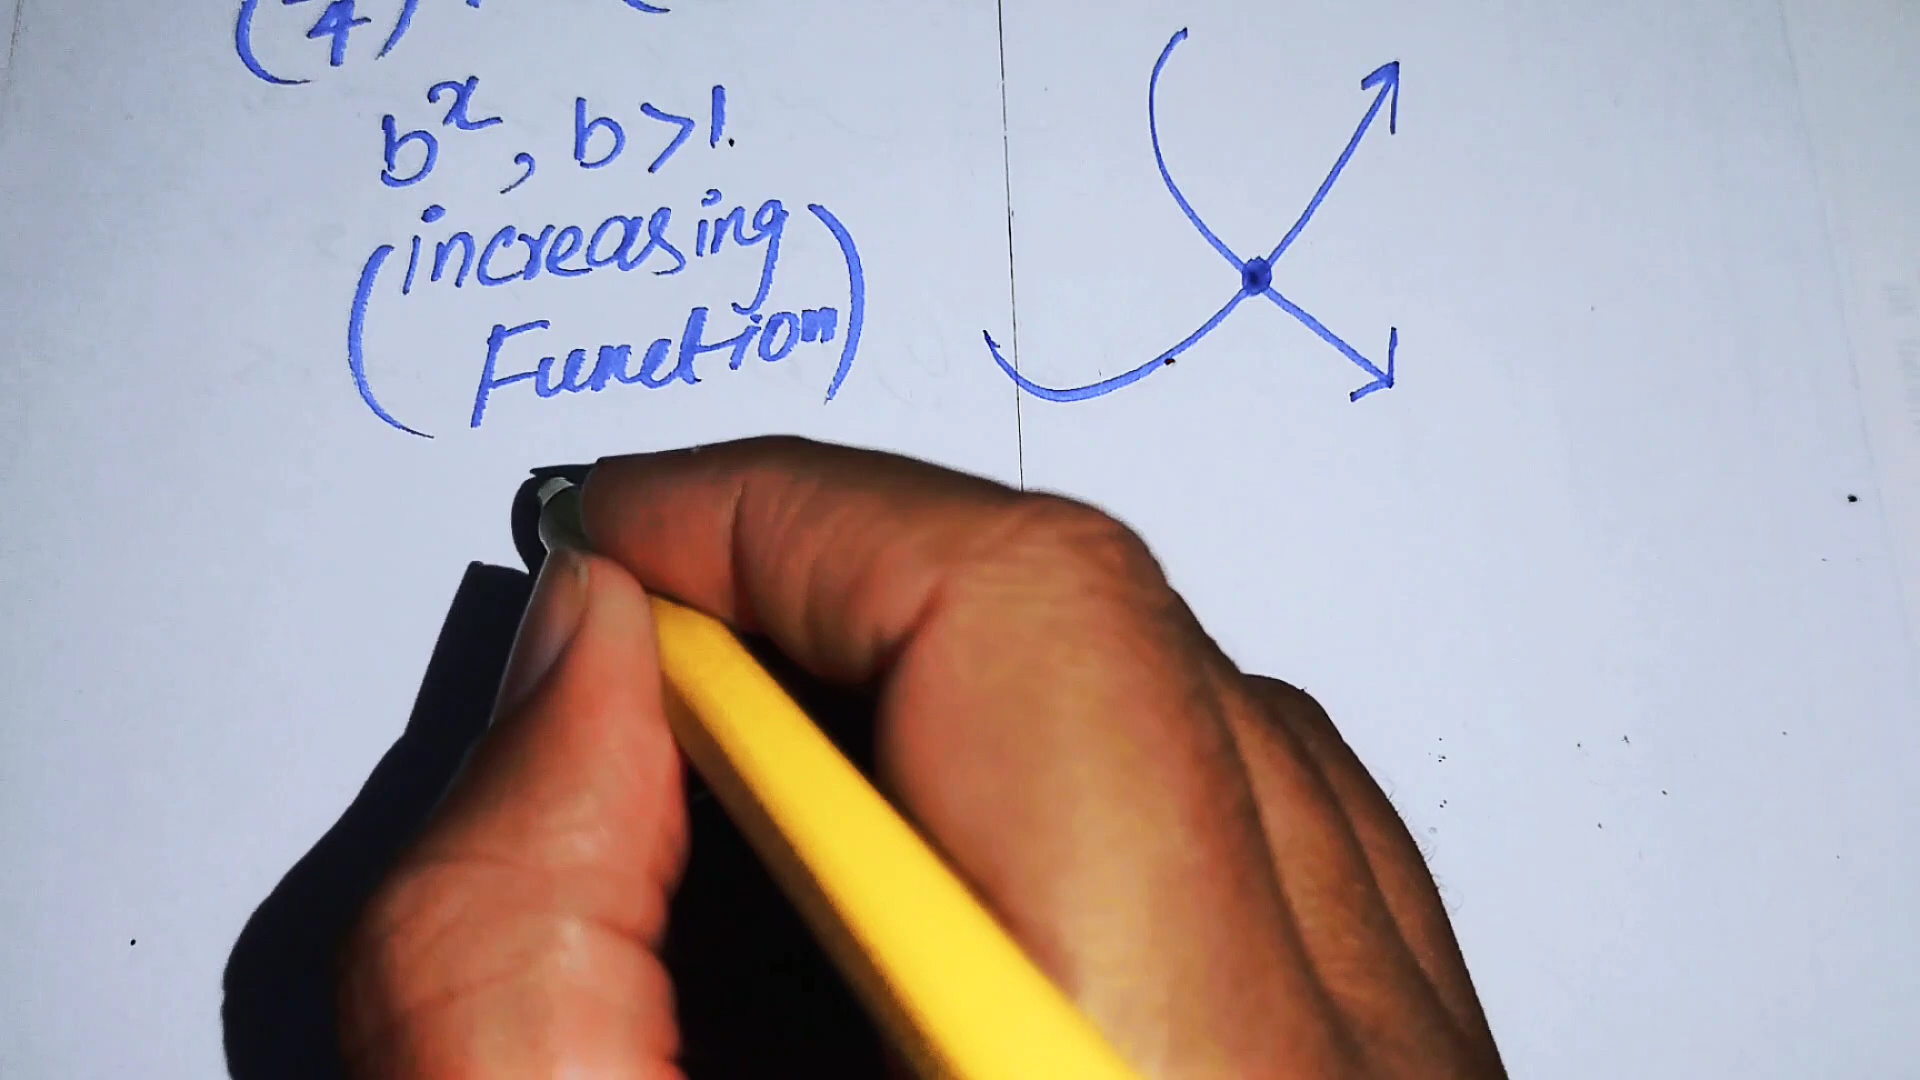 (4)
b^x, b>1.
(increasing
Function)